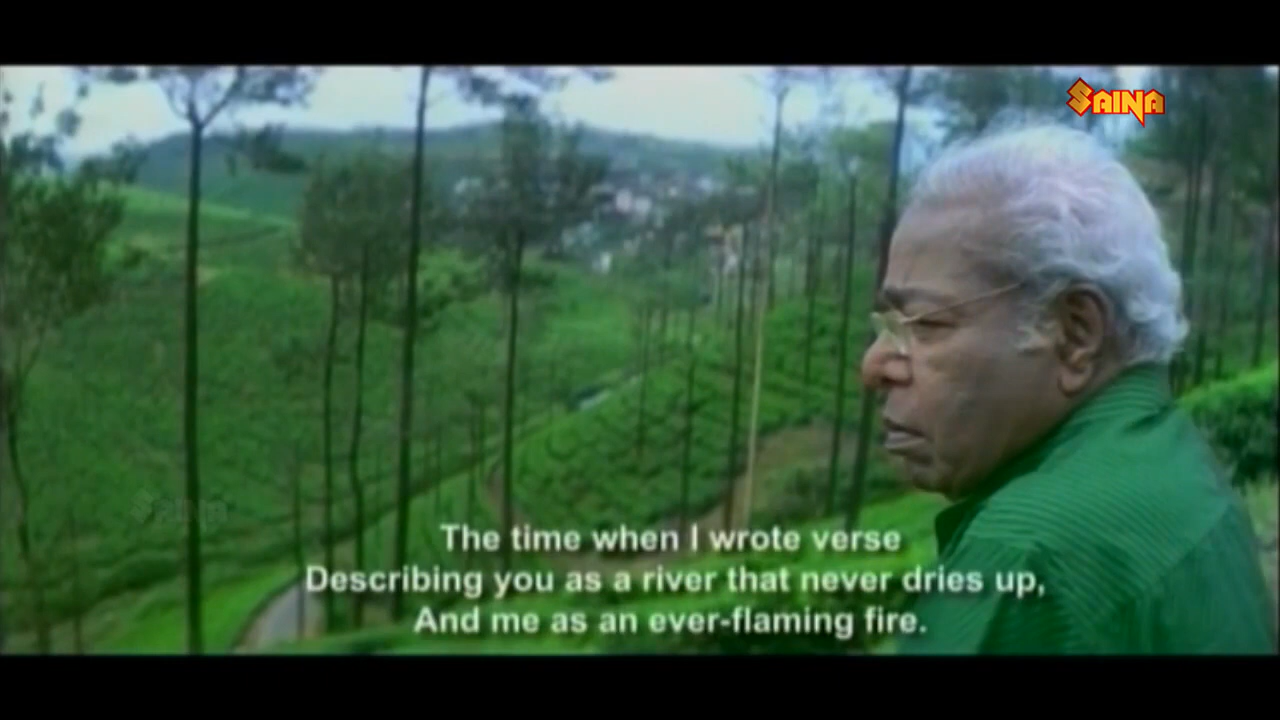 SAINA
SAINA
The time when I wrote verse
Describing you as a river that never dries up,
And me as an ever-flaming fire.